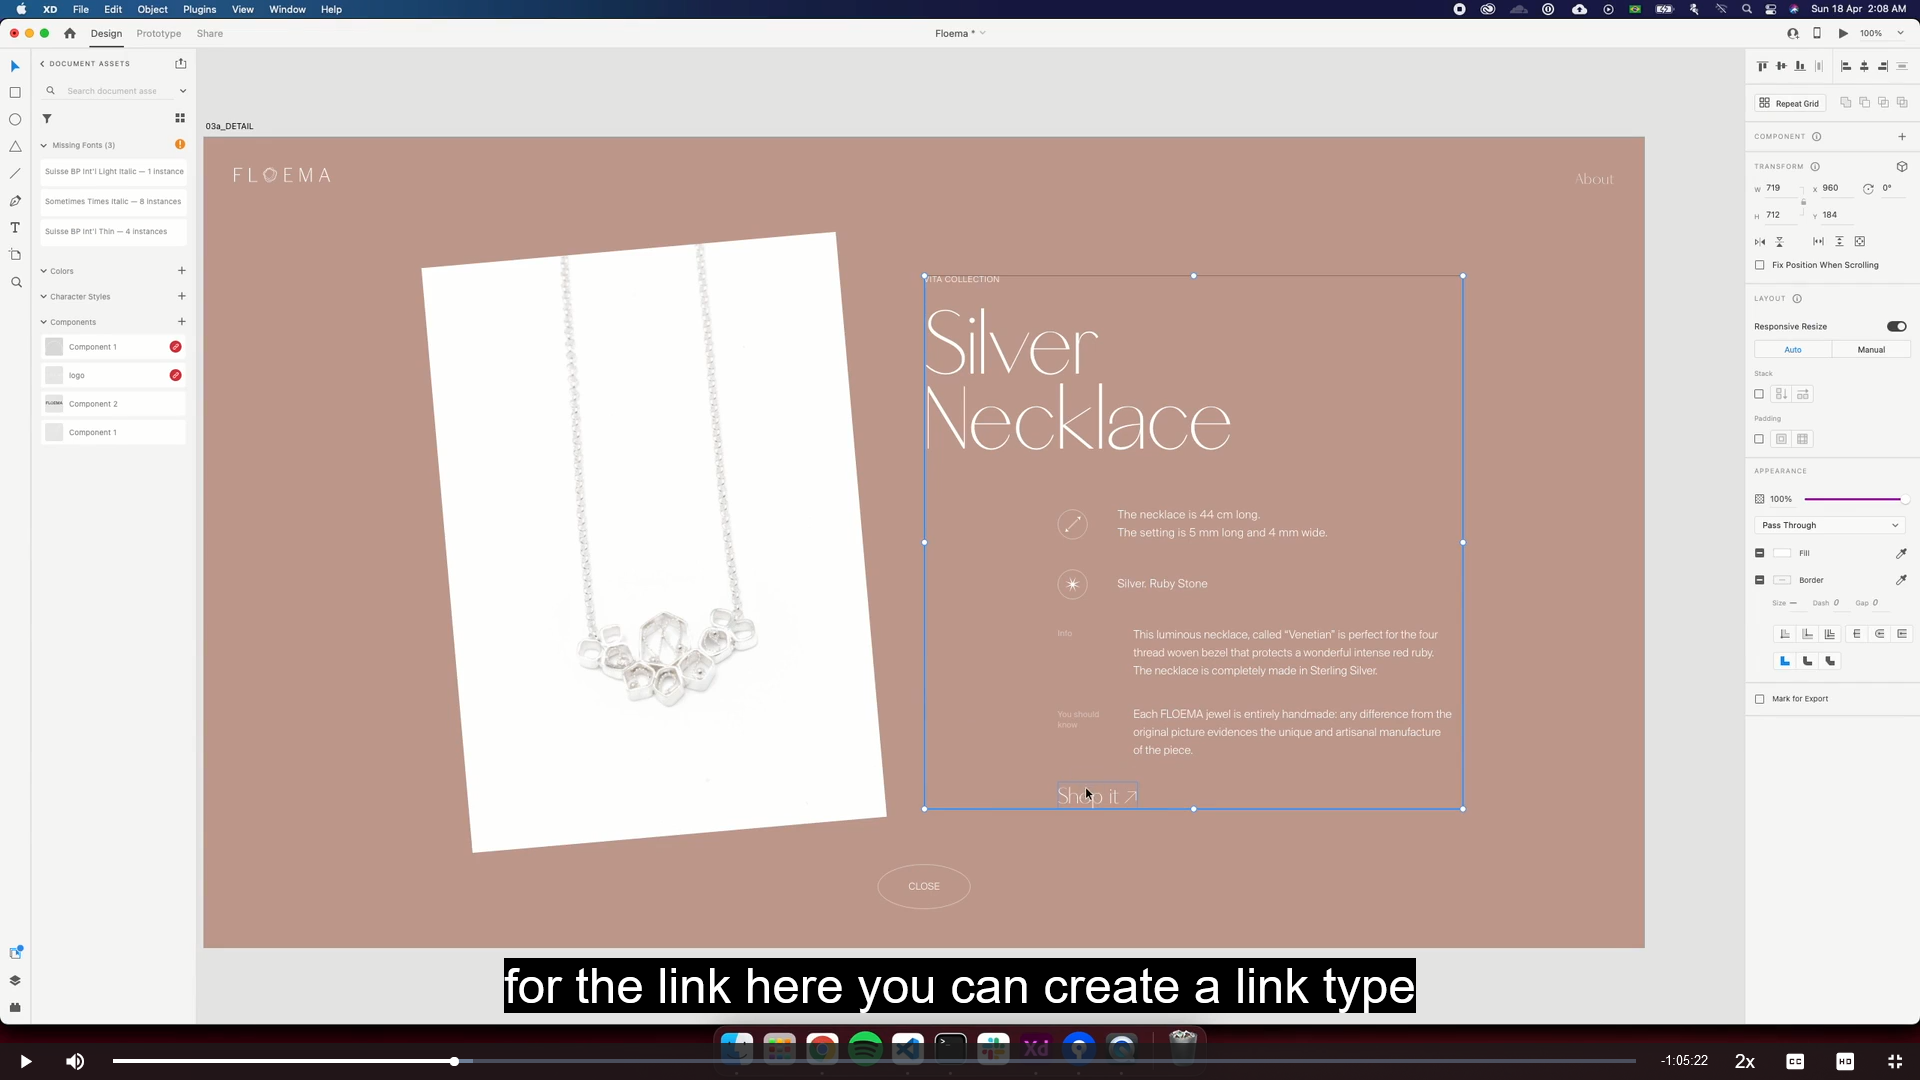 XD File Edit Object Plugins View Window Help
Sun 18 Apr 2:08 AM
Design Prototype Share
Floema *
100%
DOCUMENT ASSETS
Search document asse
Missing Fonts (3)
Suisse BP Int'l Light Italic — 1 instance
Sometimes Times Italic — 8 instances
Suisse BP Int'l Thin — 4 instances
Colors
Character Styles
Components
Component 1
logo
FLOEMA Component 2
Component 1
03a_DETAIL
FLOEMA
About
VITA COLLECTION
Silver
Necklace
The necklace is 44 cm long.
The setting is 5 mm long and 4 mm wide.
Silver. Ruby Stone
Info
This luminous necklace, called "Venetian" is perfect for the four
thread woven bezel that protects a wonderful intense red ruby.
The necklace is completely made in Sterling Silver.
You should
know
Each FLOEMA jewel is entirely handmade: any difference from the
original picture evidences the unique and artisanal manufacture
of the piece.
Shop it
CLOSE
Repeat Grid
COMPONENT
TRANSFORM
W 719 X 960 0°
H 712 Y 184
Fix Position When Scrolling
LAYOUT
Responsive Resize
Auto Manual
Stack
Padding
APPEARANCE
100%
Pass Through
Fill
Border
Size — Dash 0 Gap 0
Mark for Export
for the link here you can create a link type
Xd
-1:05:22 2x CC HD